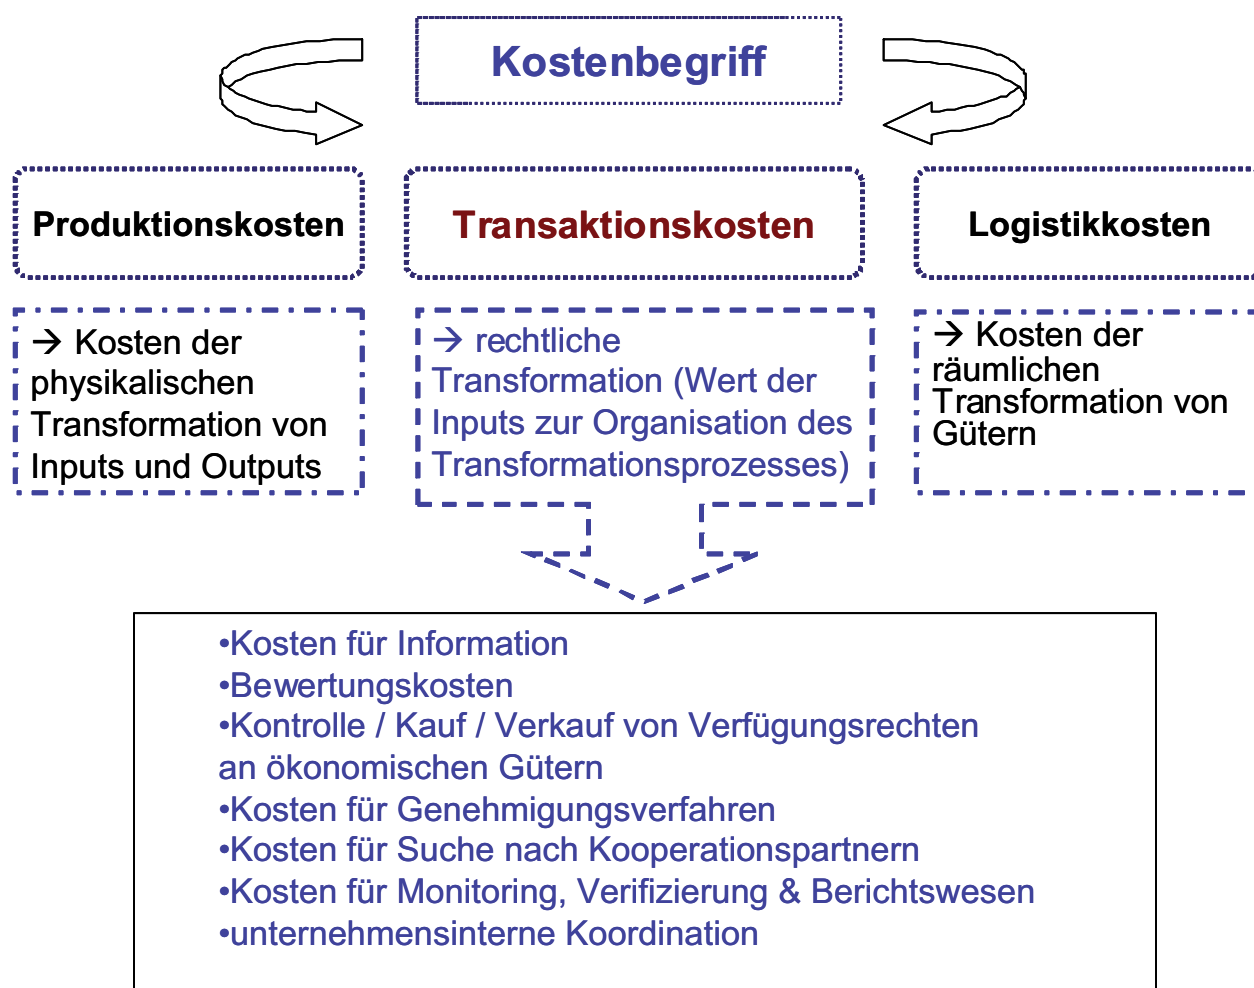 Kostenbegriff
Produktionskosten
Transaktionskosten
Logistikkosten
→ Kosten der
physikalischen
Transformation von
Inputs und Outputs
→ rechtliche
Transformation (Wert der
Inputs zur Organisation des
Transformationsprozesses)
→ Kosten der
räumlichen
Transformation von
Gütern
•Kosten für Information
•Bewertungskosten
•Kontrolle / Kauf / Verkauf von Verfügungsrechten
an ökonomischen Gütern
•Kosten für Genehmigungsverfahren
•Kosten für Suche nach Kooperationspartnern
•Kosten für Monitoring, Verifizierung & Berichtswesen
•unternehmensinterne Koordination